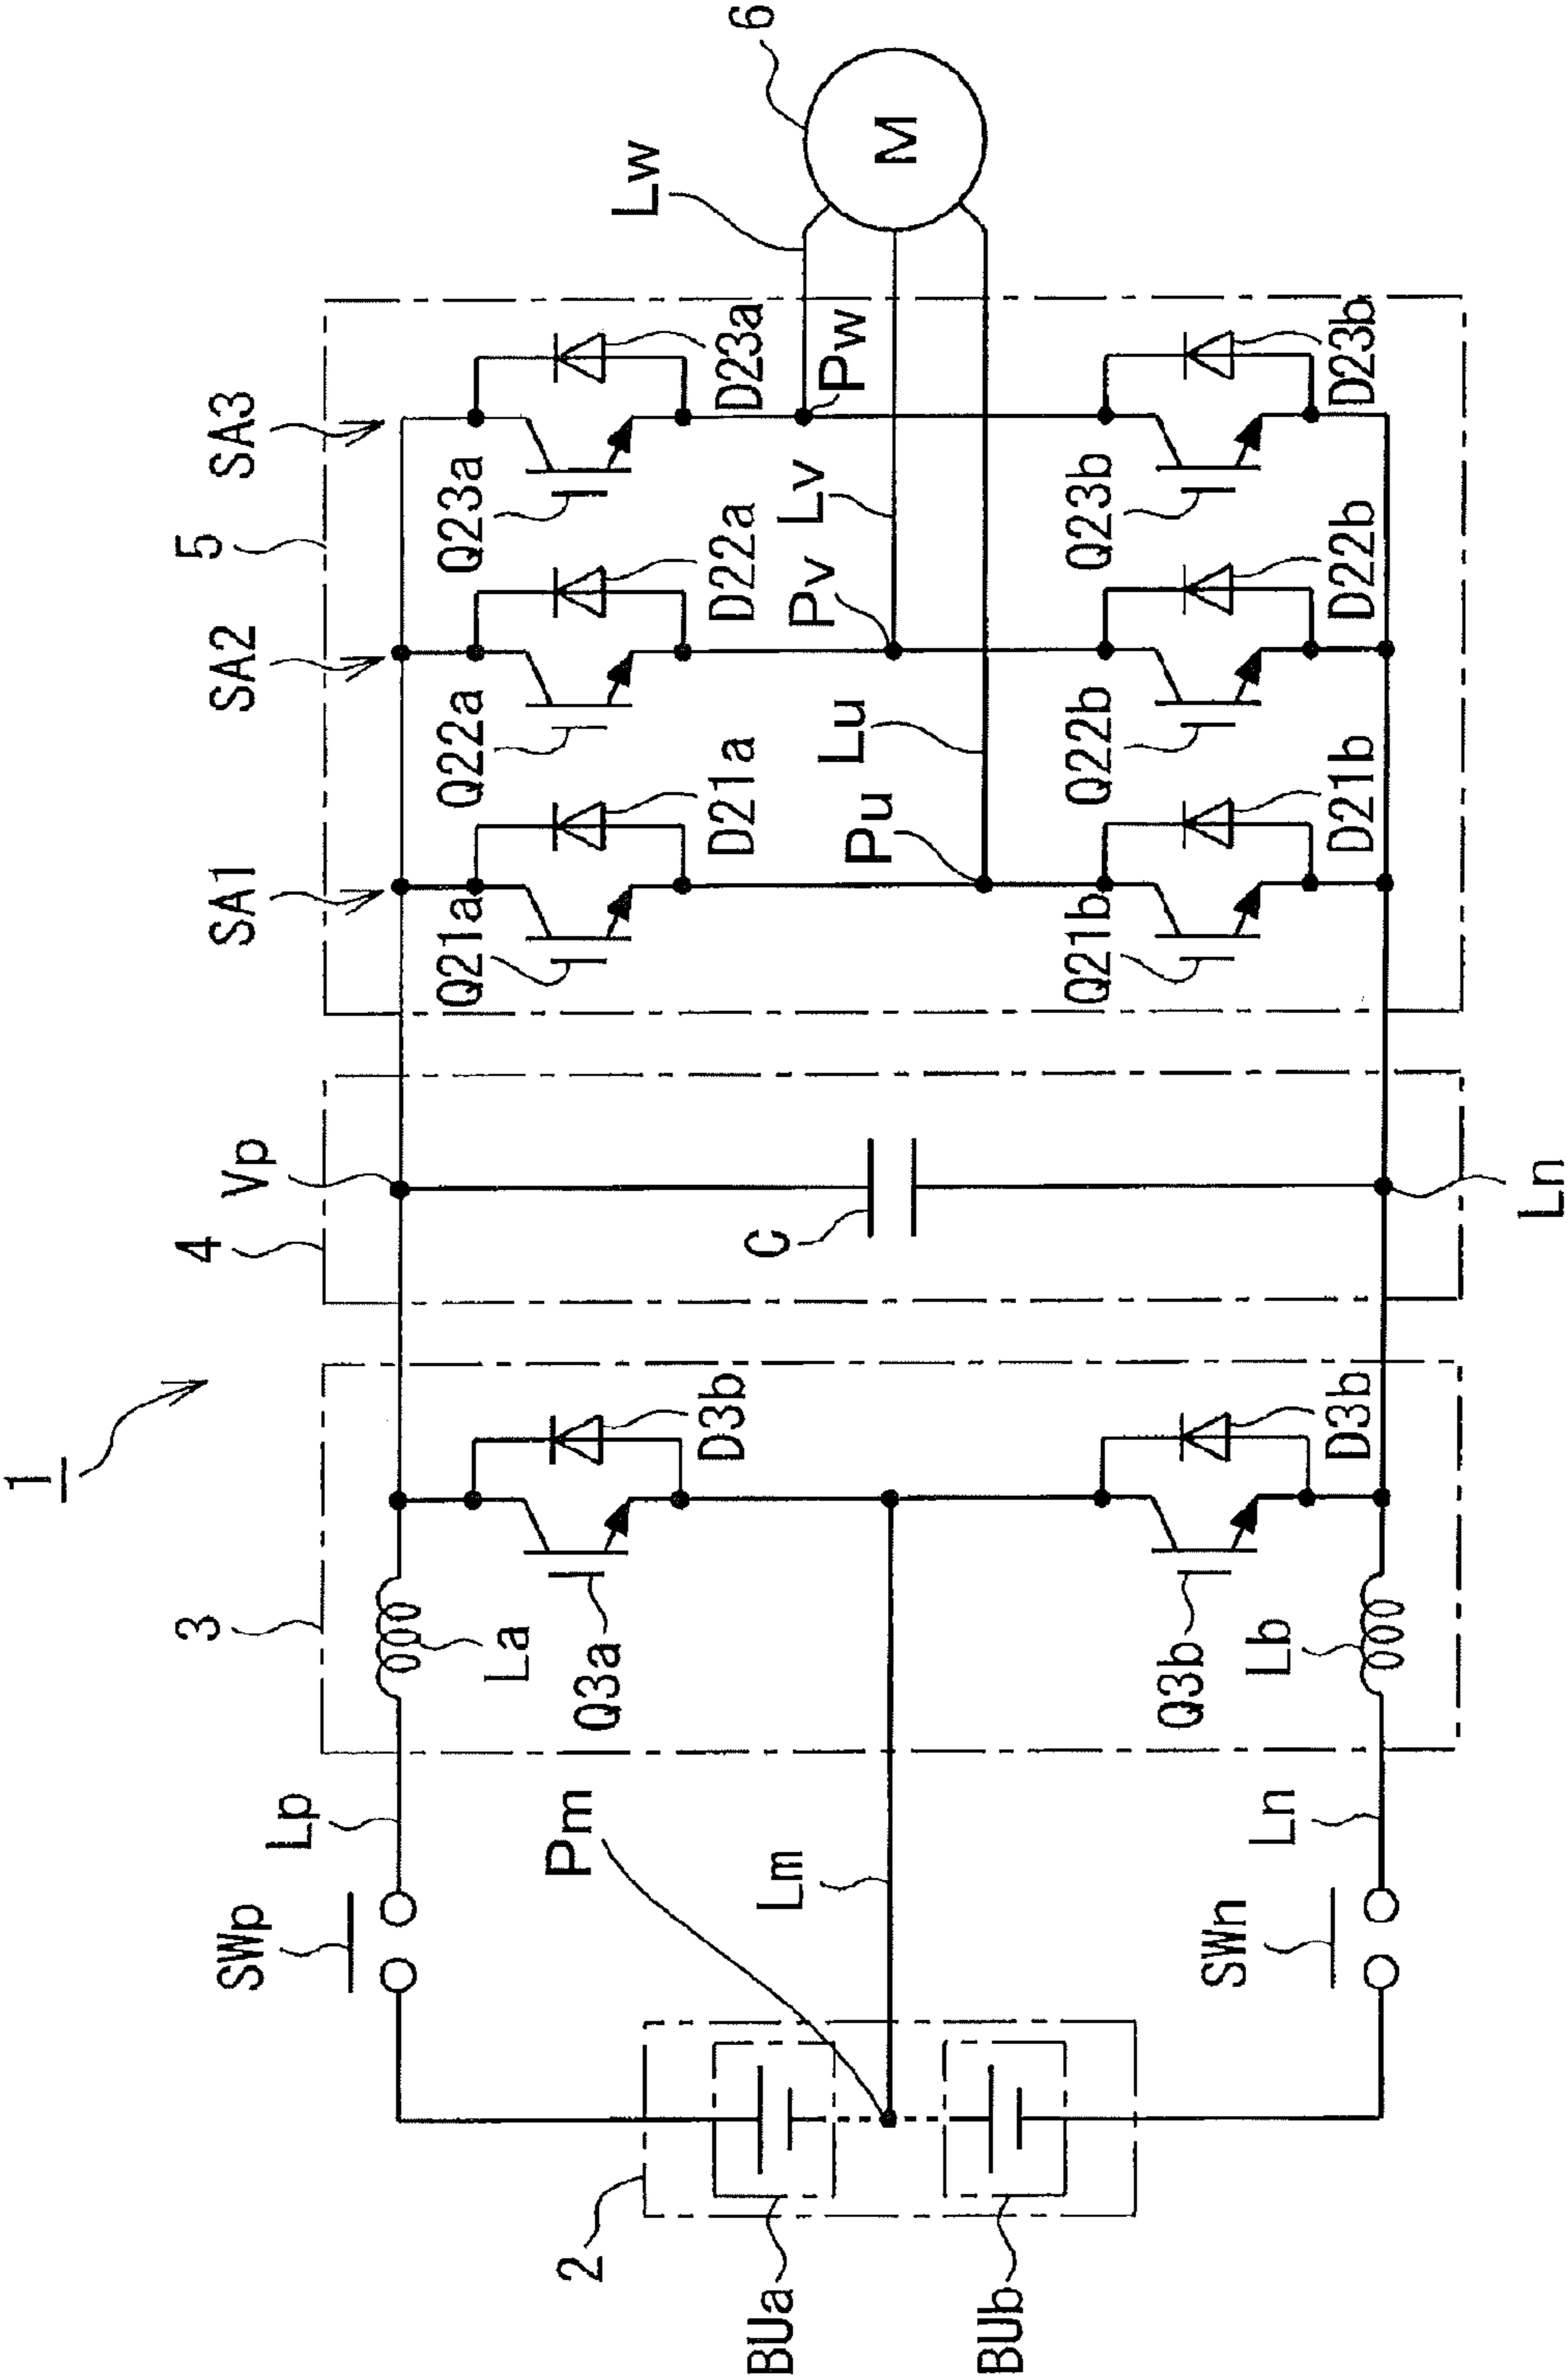 1
3
4
5
SA1
SA2
SA3
SWp
Lp
Vp
La
Q3a
D3b
Q21a
D21a
Q22a
D22a
Q23a
D23a
Pm
Lm
C
Pu
Lu
Pv
Lv
Pw
Lw
6
M
2
BUa
BUb
SWn
Ln
Lb
Q3b
D3b
Ln
Q21b
D21b
Q22b
D22b
Q23b
D23b